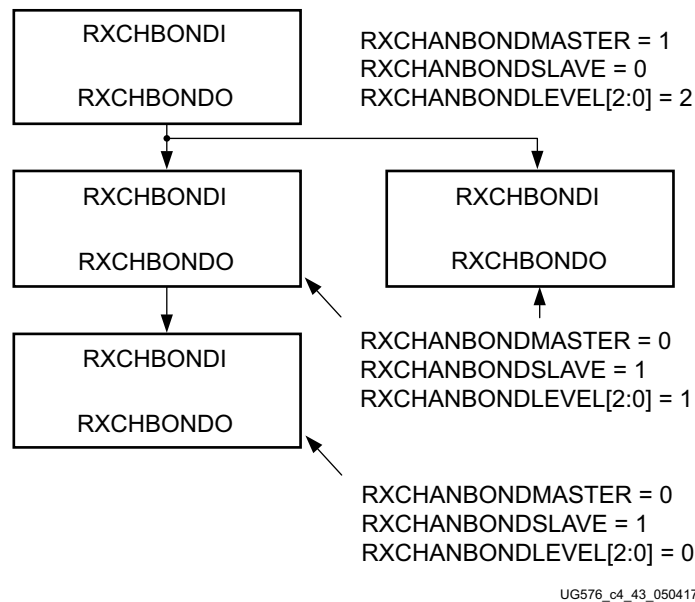 RXCHBONDI
RXCHBONDO
RXCHANBONDMASTER = 1
RXCHANBONDSLAVE = 0
RXCHANBONDLEVEL[2:0] = 2
RXCHBONDI
RXCHBONDO
RXCHBONDI
RXCHBONDO
RXCHBONDI
RXCHBONDO
RXCHANBONDMASTER = 0
RXCHANBONDSLAVE = 1
RXCHANBONDLEVEL[2:0] = 1
RXCHANBONDMASTER = 0
RXCHANBONDSLAVE = 1
RXCHANBONDLEVEL[2:0] = 0
UG576_c4_43_050417